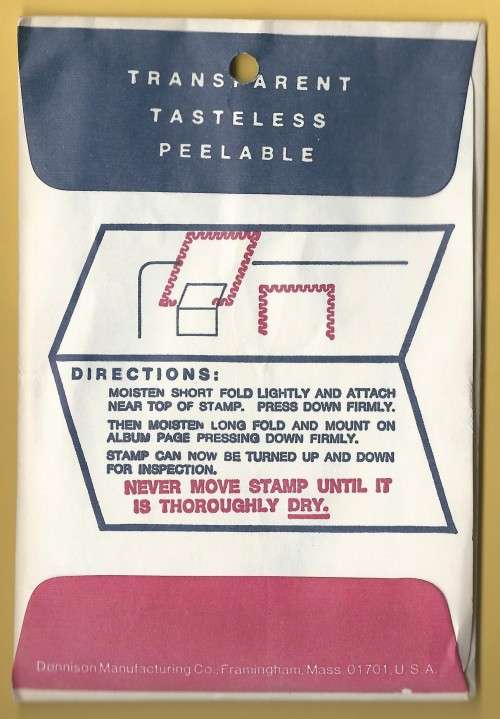 TRANSPARENT
TASTELESS
PEELABLE
DIRECTIONS:
MOISTEN SHORT FOLD LIGHTLY AND ATTACH
NEAR TOP OF STAMP. PRESS DOWN FIRMLY.
THEN MOISTEN LONG FOLD AND MOUNT ON
ALBUM PAGE PRESSING DOWN FIRMLY.
STAMP CAN NOW BE TURNED UP AND DOWN
FOR INSPECTION.
NEVER MOVE STAMP UNTIL IT
IS THOROUGHLY DRY.
Dennison Manufacturing Co., Framingham, Mass. 01701, U.S.A.